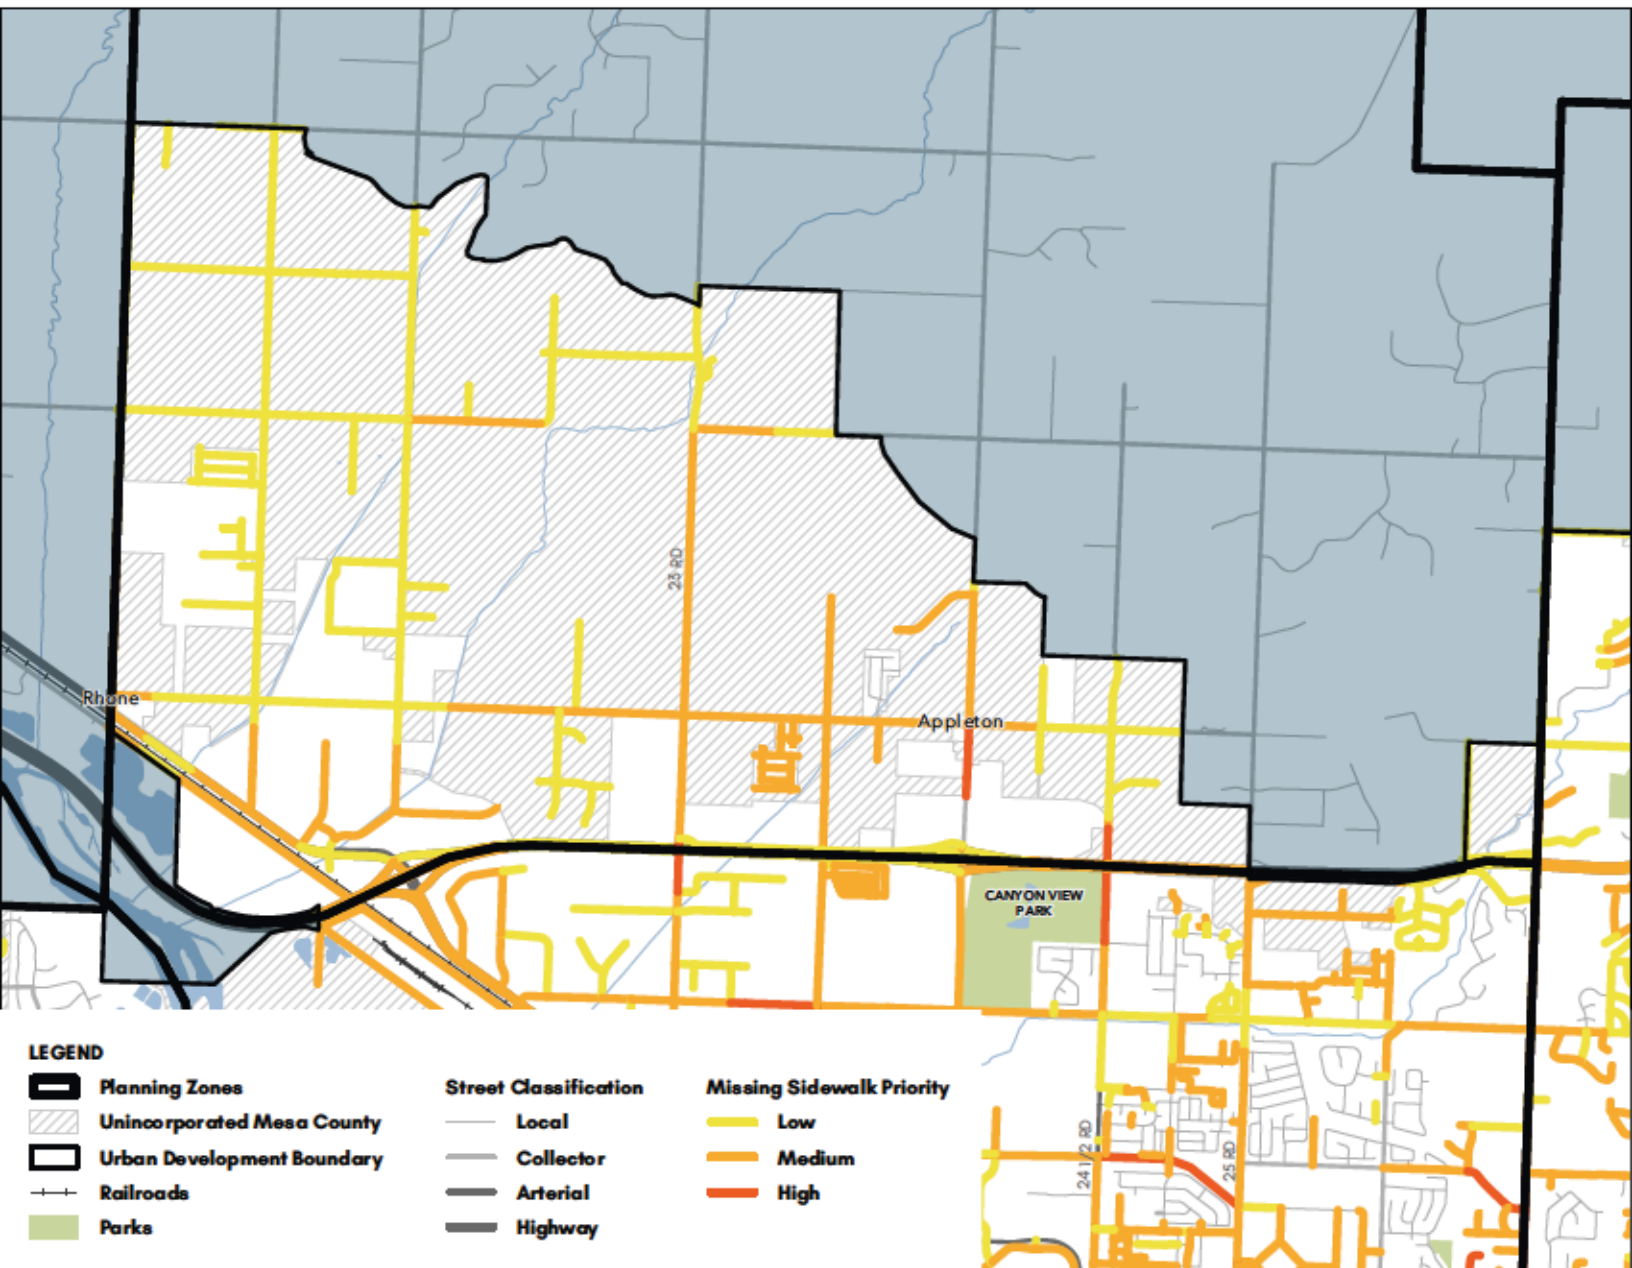 23 RD
Rhone
Appleton
CANYON VIEW
PARK
24 1/2 RD
25 RD
LEGEND
Planning Zones
Unincorporated Mesa County
Urban Development Boundary
Railroads
Parks
Street Classification
Local
Collector
Arterial
Highway
Missing Sidewalk Priority
Low
Medium
High